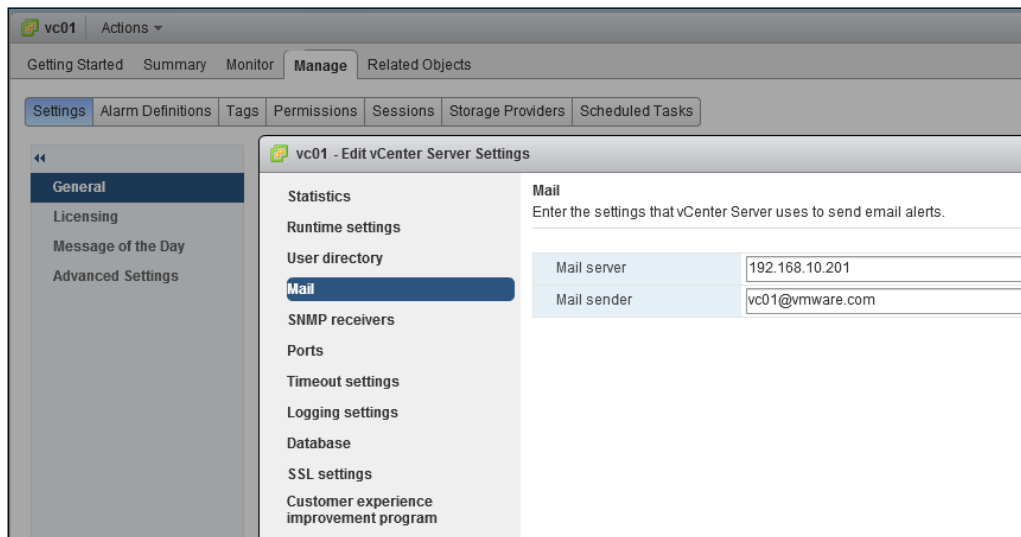 vc01 Actions
Getting Started Summary Monitor Manage Related Objects
Settings Alarm Definitions Tags Permissions Sessions Storage Providers Scheduled Tasks
General
Licensing
Message of the Day
Advanced Settings
vc01 - Edit vCenter Server Settings
Statistics
Runtime settings
User directory
Mail
SNMP receivers
Ports
Timeout settings
Logging settings
Database
SSL settings
Customer experience
improvement program
Mail
Enter the settings that vCenter Server uses to send email alerts.
Mail server 192.168.10.201
Mail sender vc01@vmware.com